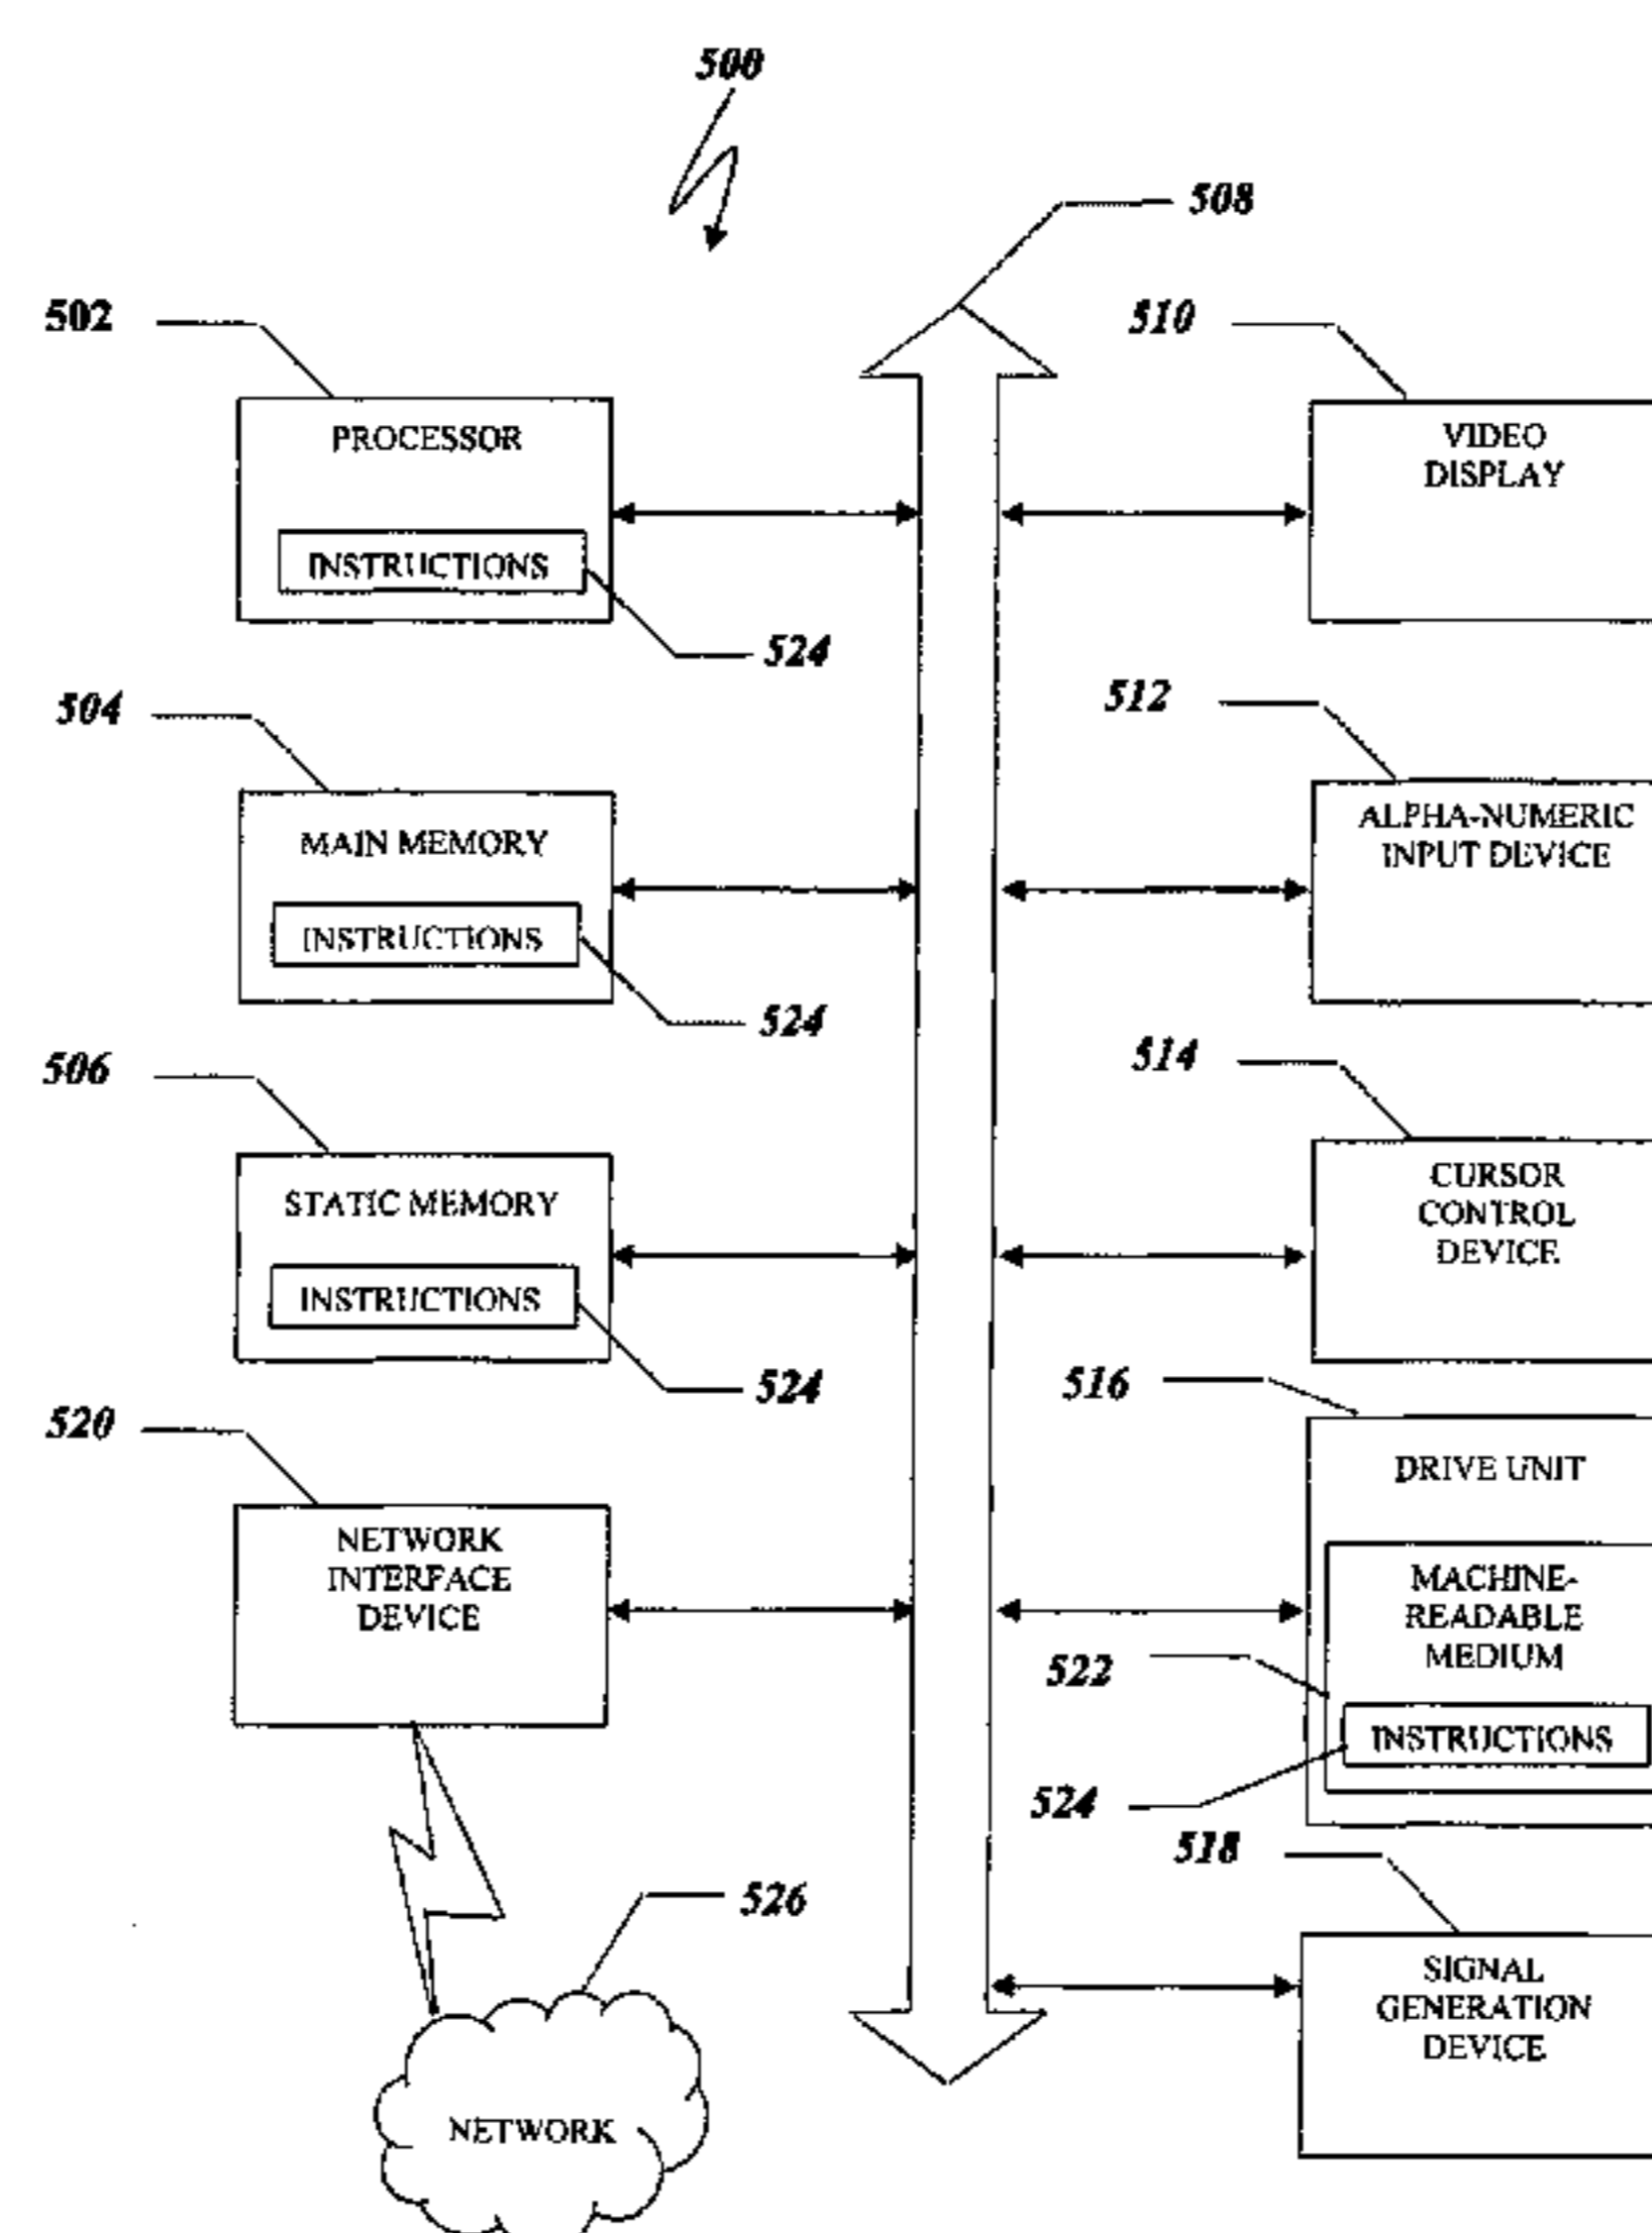 500
508
502
PROCESSOR
INSTRUCTIONS
524
504
MAIN MEMORY
INSTRUCTIONS
524
506
STATIC MEMORY
INSTRUCTIONS
524
520
NETWORK
INTERFACE
DEVICE
526
NETWORK
510
VIDEO
DISPLAY
512
ALPHA-NUMERIC
INPUT DEVICE
514
CURSOR
CONTROL
DEVICE
516
DRIVE UNIT
MACHINE-
READABLE
MEDIUM
522
INSTRUCTIONS
524
518
SIGNAL
GENERATION
DEVICE